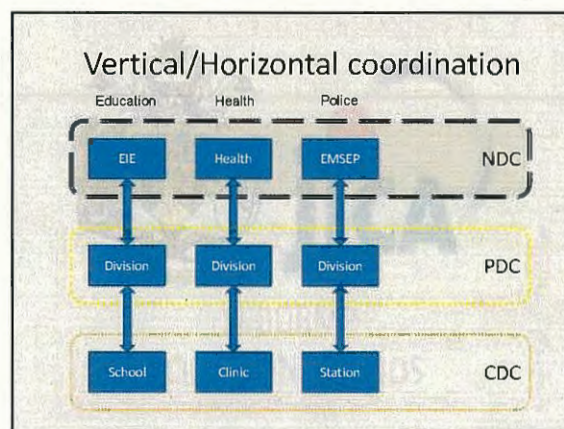 Vertical/Horizontal coordination
Education Health Police
EIE Health EMSEP NDC
Division Division Division PDC
School Clinic Station CDC